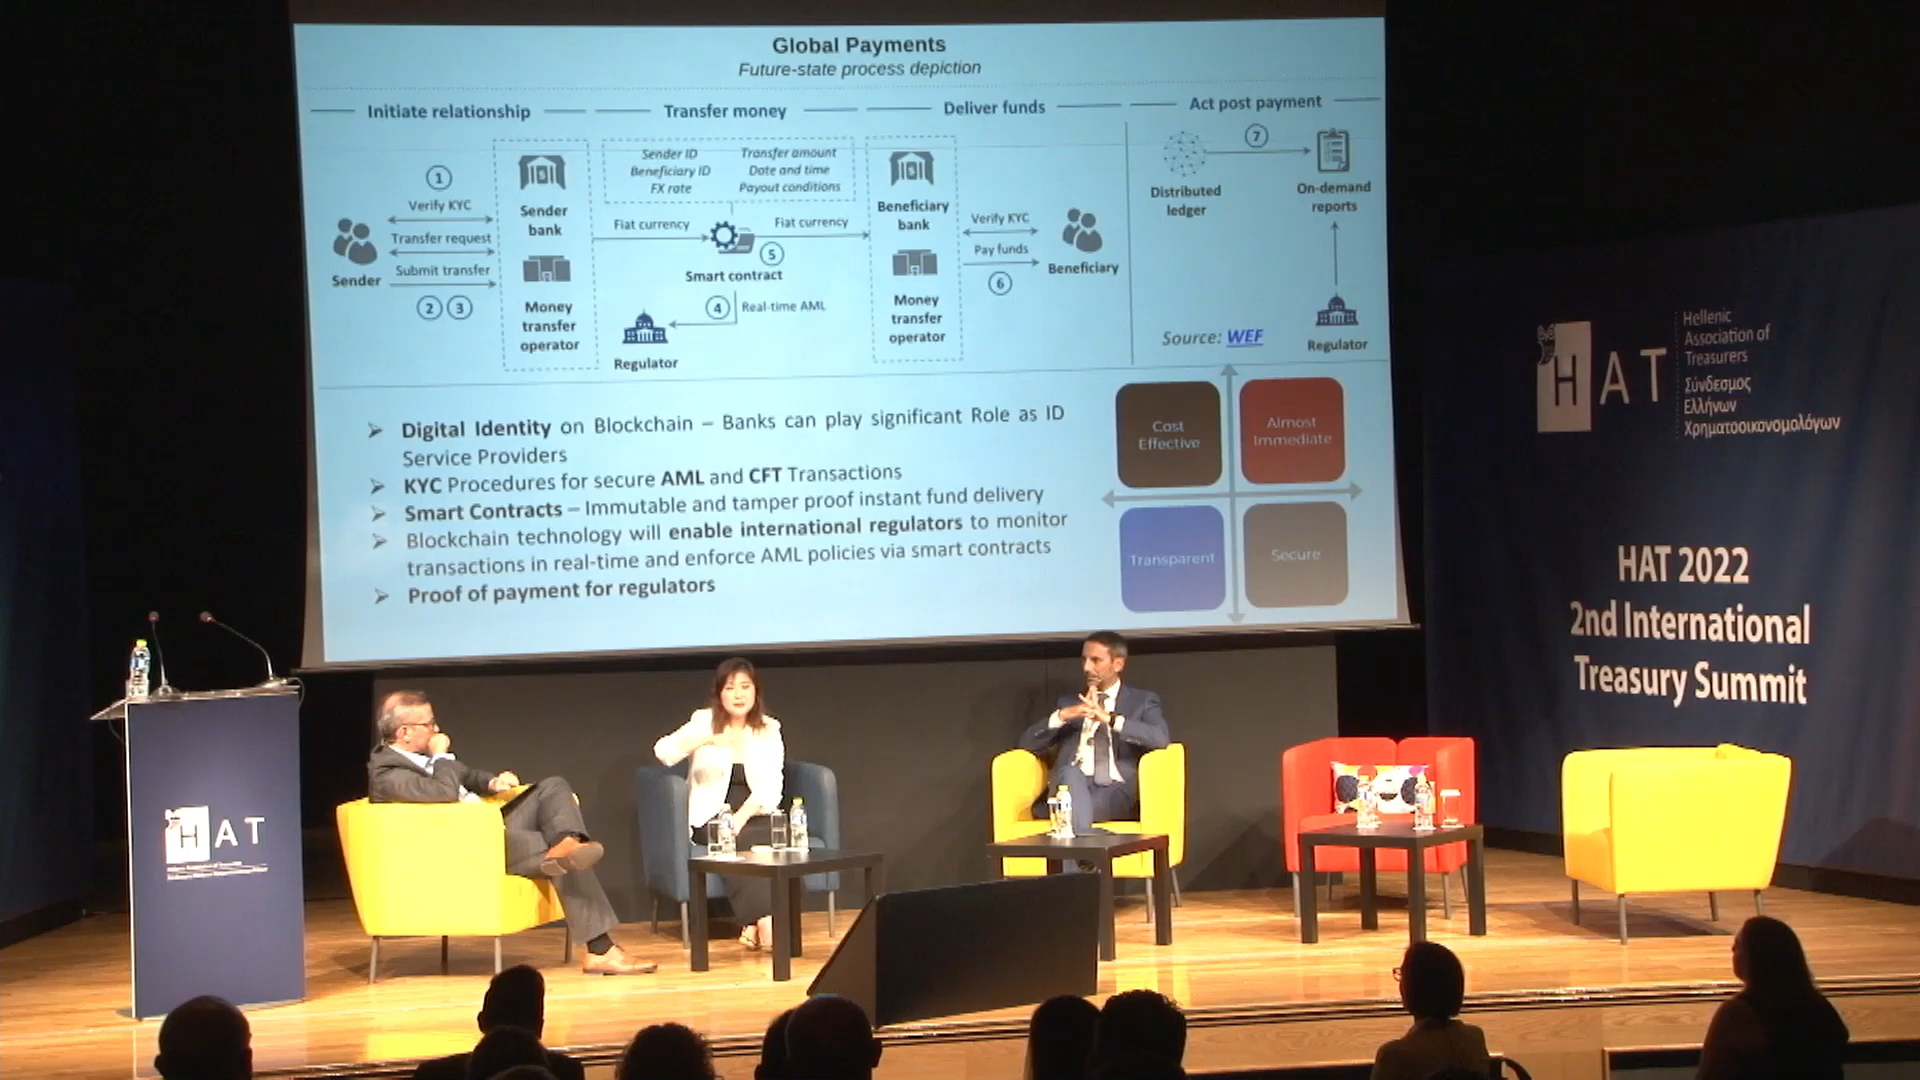 Global Payments
Future-state process depiction
Initiate relationship
Transfer money
Deliver funds
Act post payment
1
Verify KYC
Transfer request
Submit transfer
2 3
Sender
Sender
bank
Money
transfer
operator
Sender ID
Beneficiary ID
FX rate
Transfer amount
Date and time
Payout conditions
Fiat currency
Fiat currency
5
Smart contract
4
Real-time AML
Regulator
Beneficiary
bank
Money
transfer
operator
Verify KYC
Pay funds
6
Beneficiary
7
Distributed
ledger
On-demand
reports
Regulator
Source: WEF
Digital Identity on Blockchain – Banks can play significant Role as ID
Service Providers
KYC Procedures for secure AML and CFT Transactions
Smart Contracts – Immutable and tamper proof instant fund delivery
Blockchain technology will enable international regulators to monitor
transactions in real-time and enforce AML policies via smart contracts
Proof of payment for regulators
Cost
Effective
Almost
Immediate
Transparent
Secure
HAT
Hellenic
Association of
Treasurers
Σύνδεσμος
Ελλήνων
Χρηματοοικονομολόγων
HAT 2022
2nd International
Treasury Summit
HAT